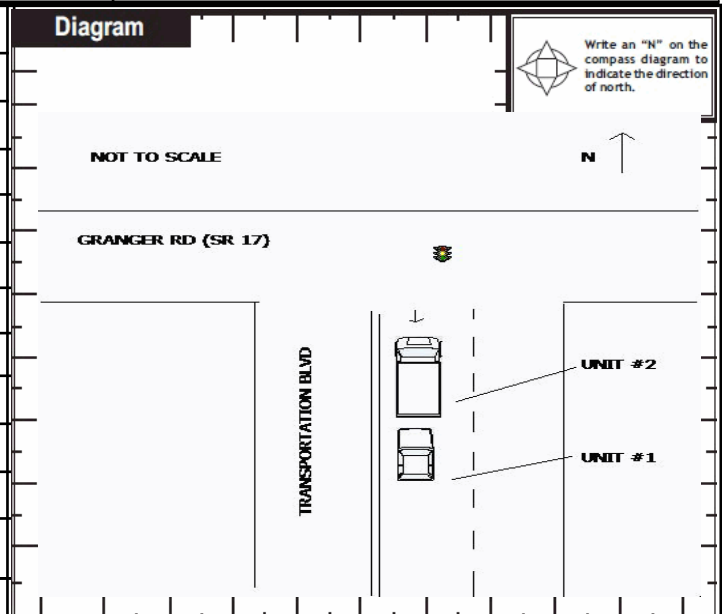 Diagram
Write an "N" on the
compass diagram to
indicate the direction
of north.
NOT TO SCALE
N
GRANGER RD (SR 17)
TRANSPORTATION BLVD
UNIT #2
UNIT #1